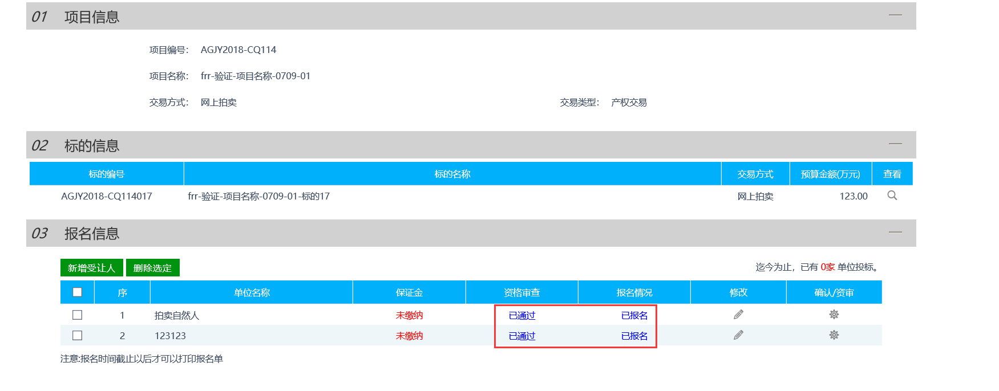 01 项目信息
项目编号： AGJY2018-CQ114
项目名称： frr-验证-项目名称-0709-01
交易方式： 网上拍卖 交易类型： 产权交易
02 标的信息
标的编号 标的名称 交易方式 预算金额(万元) 查看
AGJY2018-CQ114017 frr-验证-项目名称-0709-01-标的17 网上拍卖 123.00
03 报名信息
新增受让人 删除选定 迄今为止，已有 0家 单位投标。
序 单位名称 保证金 资格审查 报名情况 修改 确认/资审
1 拍卖自然人 未缴纳 已通过 已报名
2 123123 未缴纳 已通过 已报名
注意:报名时间截止以后才可以打印报名单